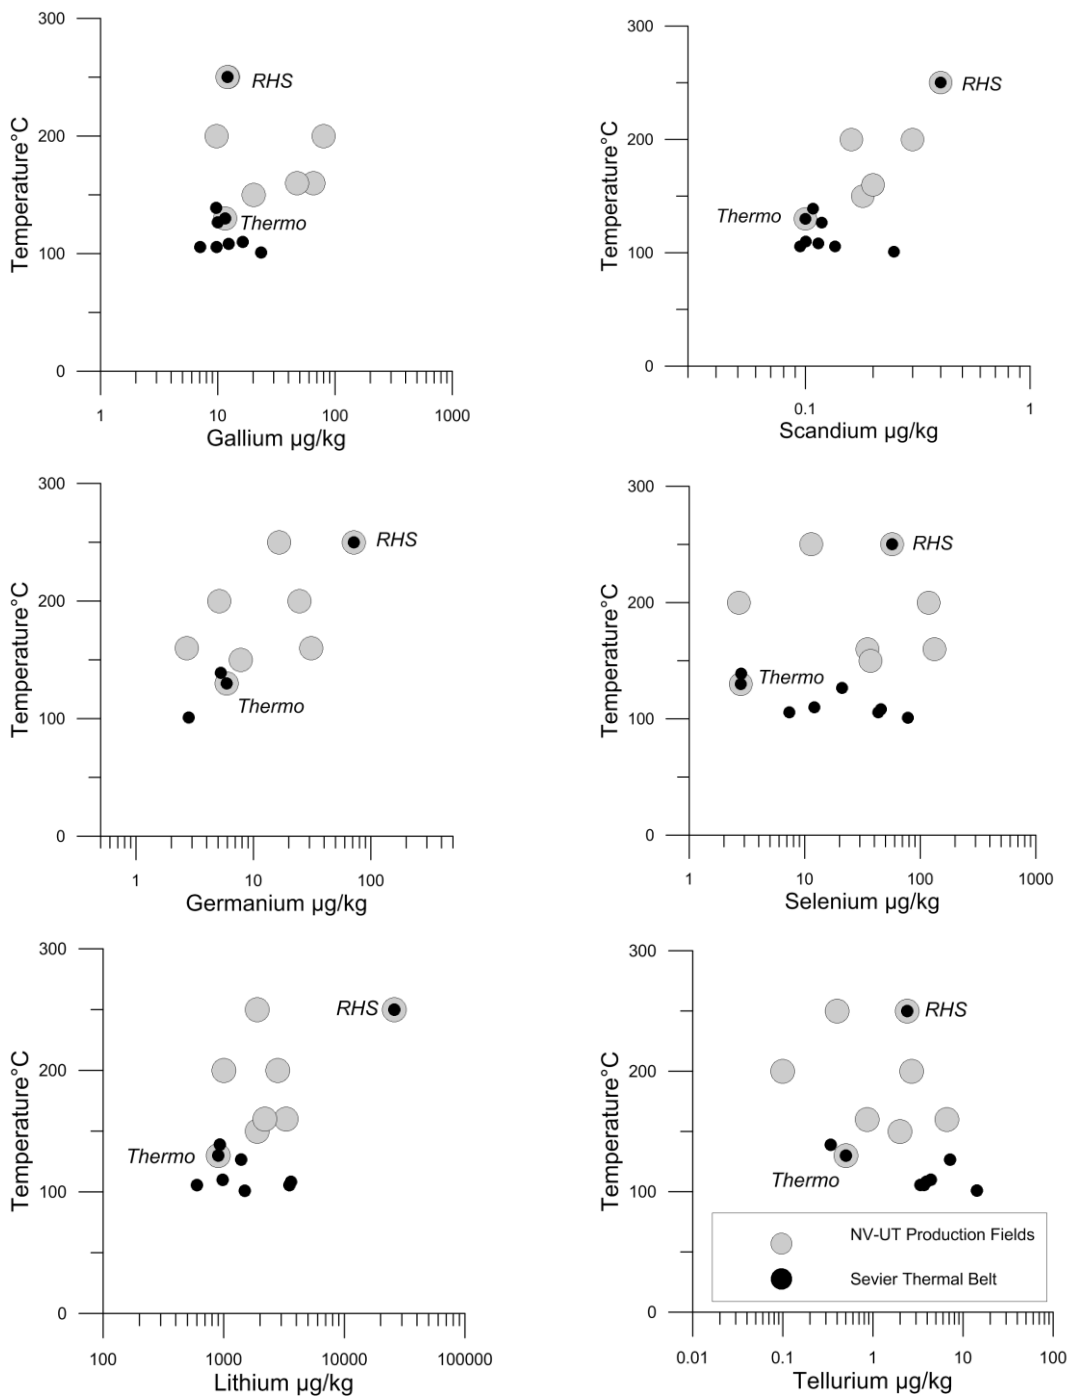 300
200
100
0
Temperature°C
RHS
Thermo
1
10
100
1000
Gallium µg/kg
300
200
100
0
Temperature°C
RHS
Thermo
0.1
1
Scandium µg/kg
300
200
100
0
Temperature°C
RHS
Thermo
1
10
100
Germanium µg/kg
300
200
100
0
Temperature°C
RHS
Thermo
1
10
100
1000
Selenium µg/kg
300
200
100
0
Temperature°C
RHS
Thermo
100
1000
10000
100000
Lithium µg/kg
300
200
100
0
Temperature°C
RHS
Thermo
NV-UT Production Fields
Sevier Thermal Belt
0.01
0.1
1
10
100
Tellurium µg/kg